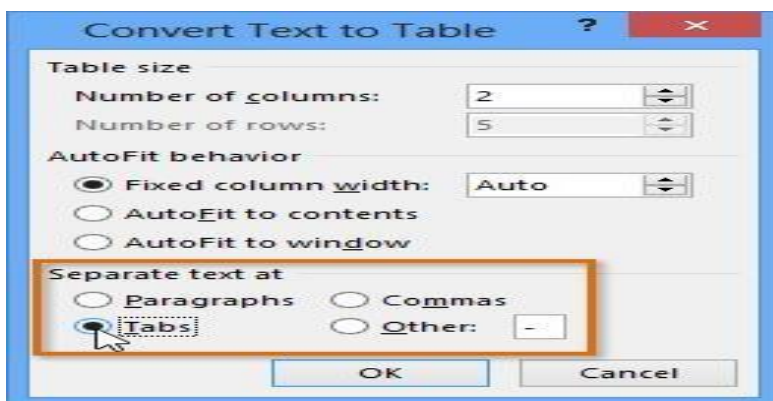 Convert Text to Table ? ×
Table size
Number of columns: 2
Number of rows: 5
AutoFit behavior
Fixed column width: Auto
AutoFit to contents
AutoFit to window
Separate text at
Paragraphs Commas
Tabs Other: -
OK Cancel